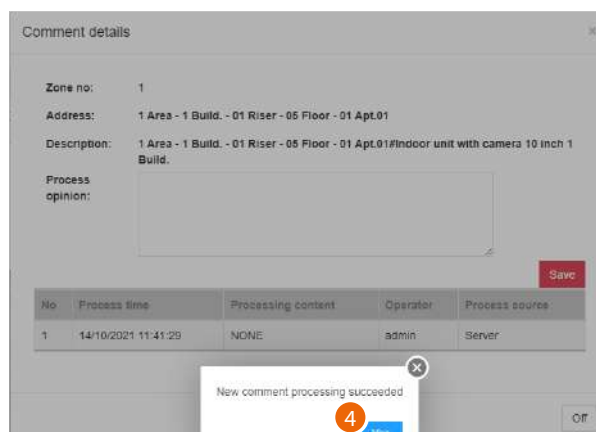 Comment details
Zone no: 1
Address: 1 Area - 1 Build. - 01 Riser - 05 Floor - 01 Apt.01
Description: 1 Area - 1 Build. - 01 Riser - 05 Floor - 01 Apt.01#Indoor unit with camera 10 inch 1
Build.
Process
opinion:
Save
No Process time Processing content Operator Process source
1 14/10/2021 11:41:29 NONE admin Server
New comment processing succeeded
4
Off